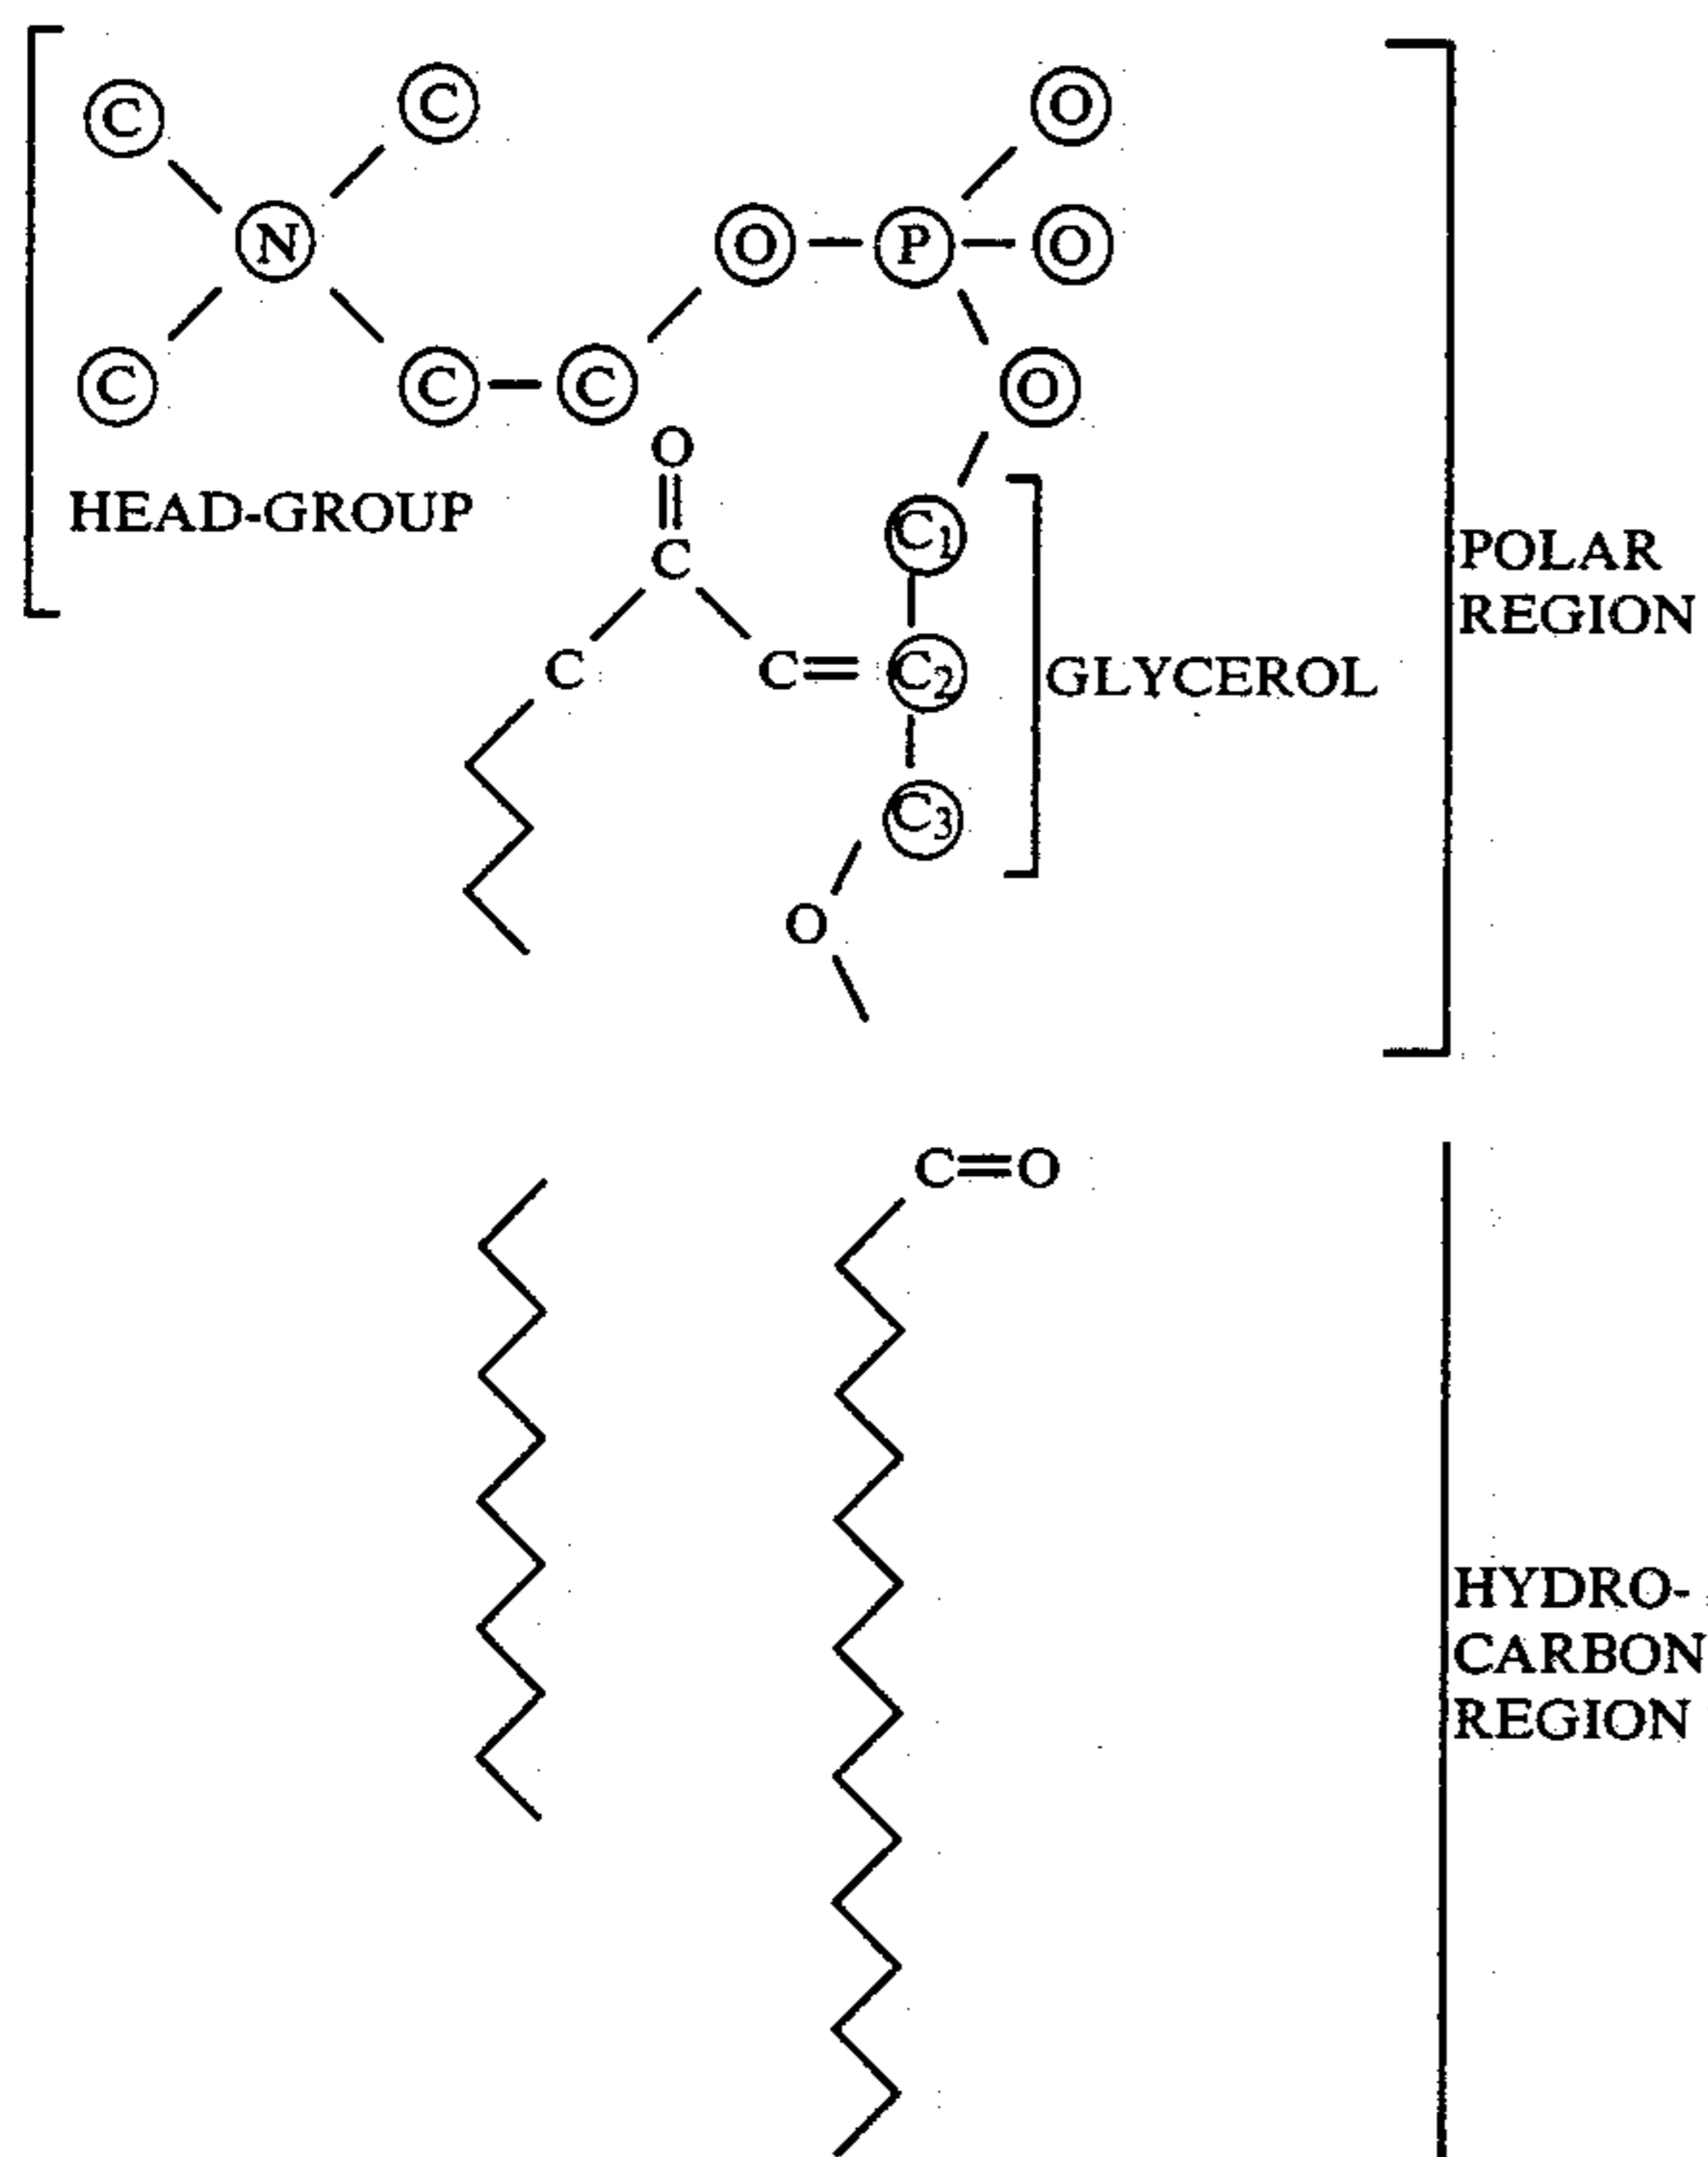 C C O
N O P O
C C C O
O
HEAD-GROUP
C₁
C
POLAR
REGION
C C C₂ GLYCEROL
C₃
O
C O
HYDRO-
CARBON
REGION